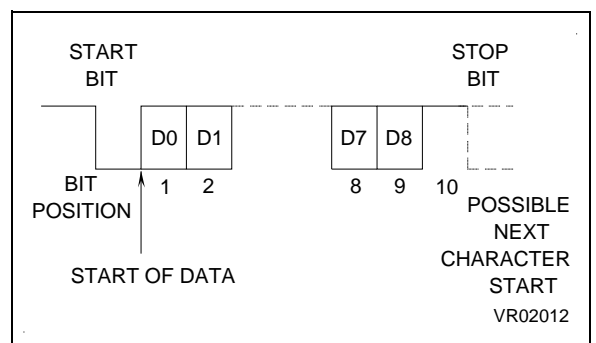 START
BIT
STOP
BIT
D0 D1 D7 D8
BIT
POSITION
1 2 8 9 10
POSSIBLE
NEXT
CHARACTER
START
START OF DATA
VR02012